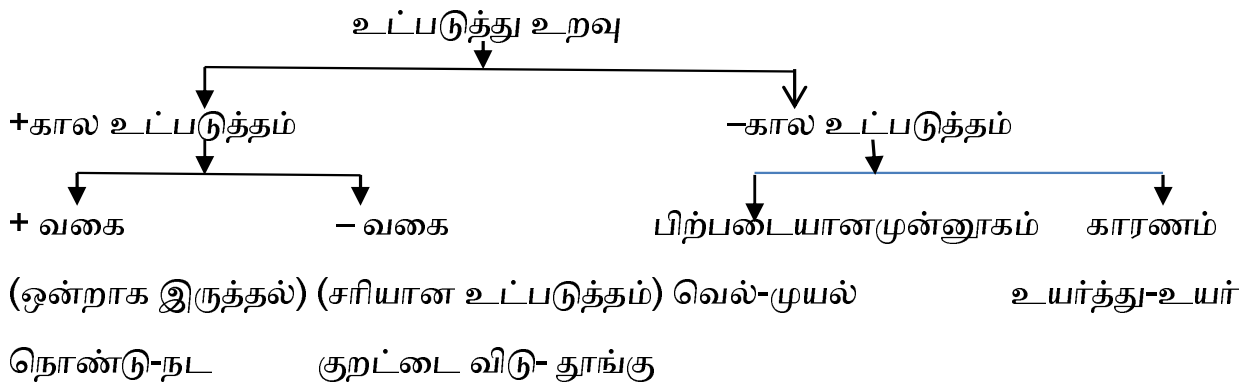 உட்படுத்து உறவு
+கால உட்படுத்தம் –கால உட்படுத்தம்
+ வகை – வகை பிற்படையானமுன்னூகம் காரணம்
(ஒன்றாக இருத்தல்) (சரியான உட்படுத்தம்) வெல்-முயல் உயர்த்து-உயர்
நொண்டு-நட குறட்டை விடு- தூங்கு